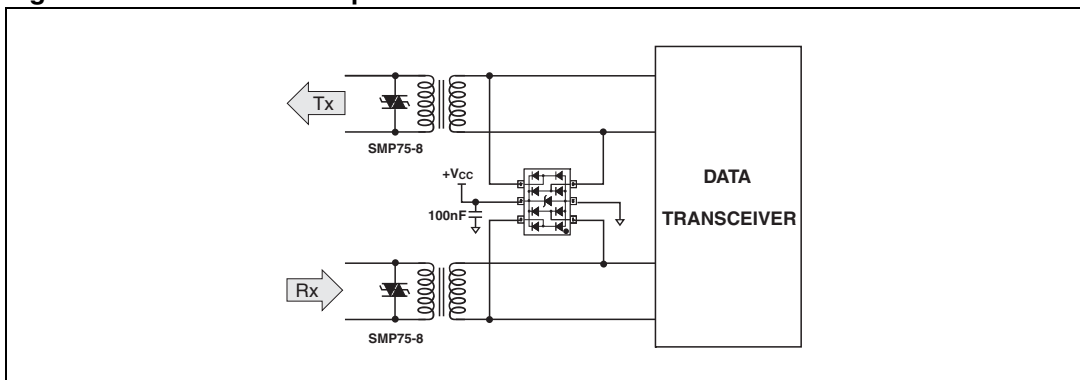 Tx
SMP75-8
+Vcc
100nF
DATA
TRANSCEIVER
Rx
SMP75-8